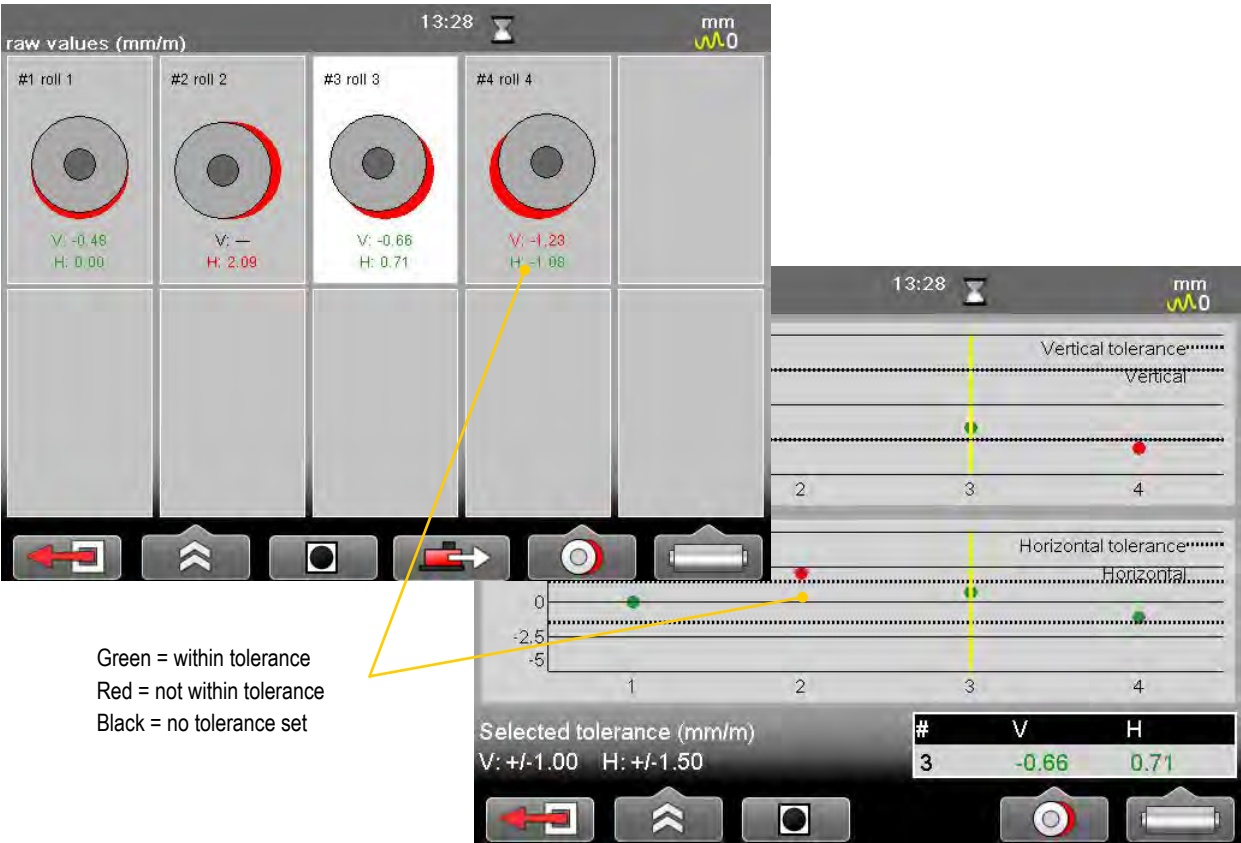 13:28
mm
0
raw values (mm/m)
#1 roll 1
#2 roll 2
#3 roll 3
#4 roll 4
V: -0.48
V: —
V: -0.66
V: -1.23
H: 0.00
H: 2.09
H: 0.71
H: -1.08
13:28
mm
0
Vertical tolerance
Vertical
2
3
4
Horizontal tolerance
Horizontal
0
-2.5
-5
1
2
3
4
Green = within tolerance
Red = not within tolerance
Black = no tolerance set
Selected tolerance (mm/m)
V: +/-1.00 H: +/-1.50
# V H
3 -0.66 0.71